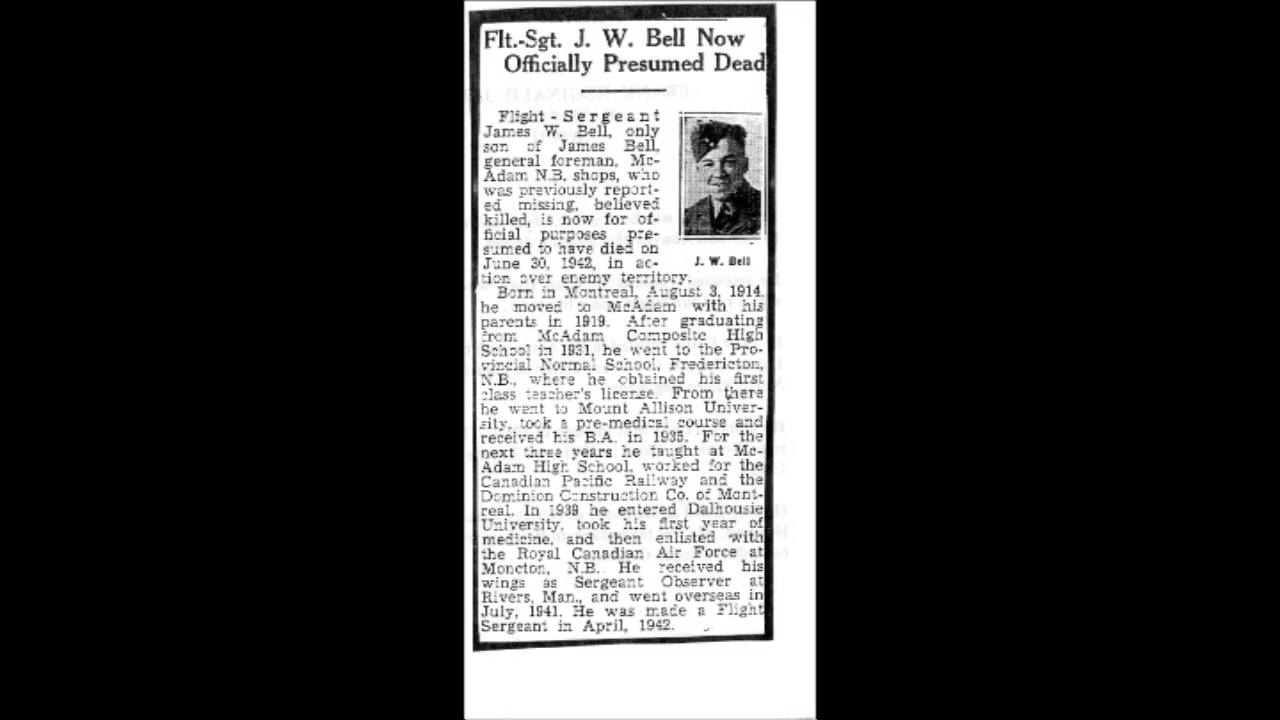 Flt.-Sgt. J. W. Bell Now
Officially Presumed Dead
Flight - Sergeant
James W. Bell, only
son of James Bell,
general foreman, Mc-
Adam N.B. shops, who
was previously report-
ed missing, believed
killed, is now for of-
ficial purposes pre-
sumed to have died on
June 30, 1942, in ac-
tion over enemy territory.
J. W. Bell
Born in Montreal, August 3, 1914,
he moved to McAdam with his
parents in 1919. After graduating
from McAdam Composite High
School in 1931, he went to the Pro-
vincial Normal School, Fredericton,
N.B., where he obtained his first
class teacher's license. From there
he went to Mount Allison Univer-
sity, took a pre-medical course and
received his B.A. in 1935. For the
next three years he taught at Mc-
Adam High School, worked for the
Canadian Pacific Railway and the
Dominion Construction Co. of Mont-
real. In 1939 he entered Dalhousie
University, took his first year of
medicine, and then enlisted with
the Royal Canadian Air Force at
Moncton, N.B. He received his
wings as Sergeant Observer at
Rivers, Man., and went overseas in
July, 1941. He was made a Flight
Sergeant in April, 1942.